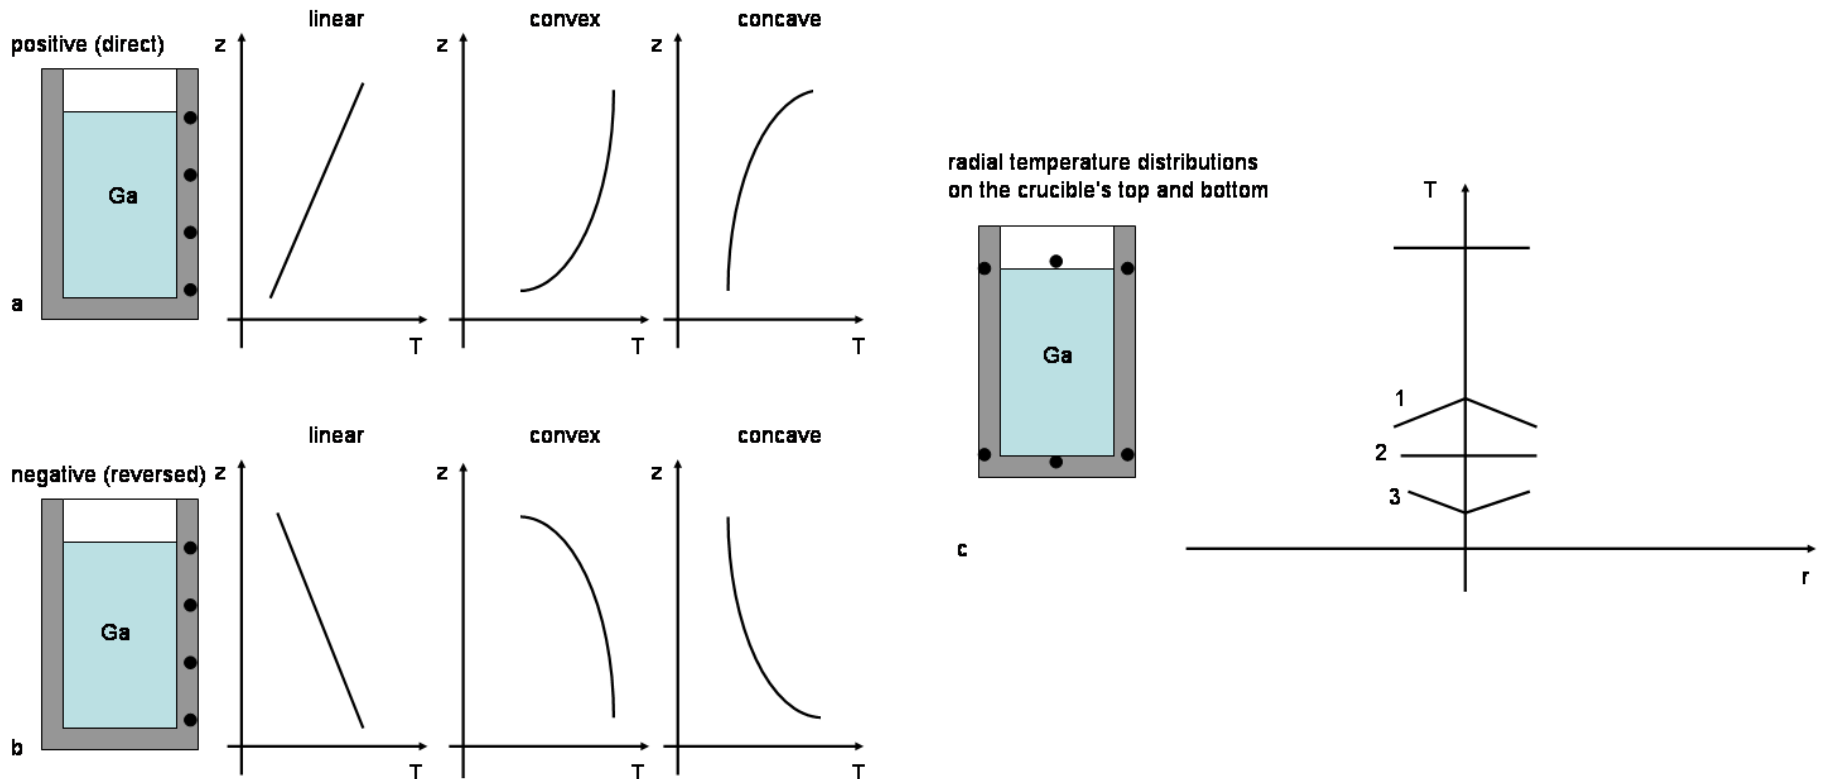 linear
convex
concave
positive (direct)
z
z
z
Ga
a
T
T
T
linear
convex
concave
negative (reversed)
z
z
z
Ga
b
T
T
T
radial temperature distributions
on the crucible's top and bottom
T
Ga
1
2
3
c
r